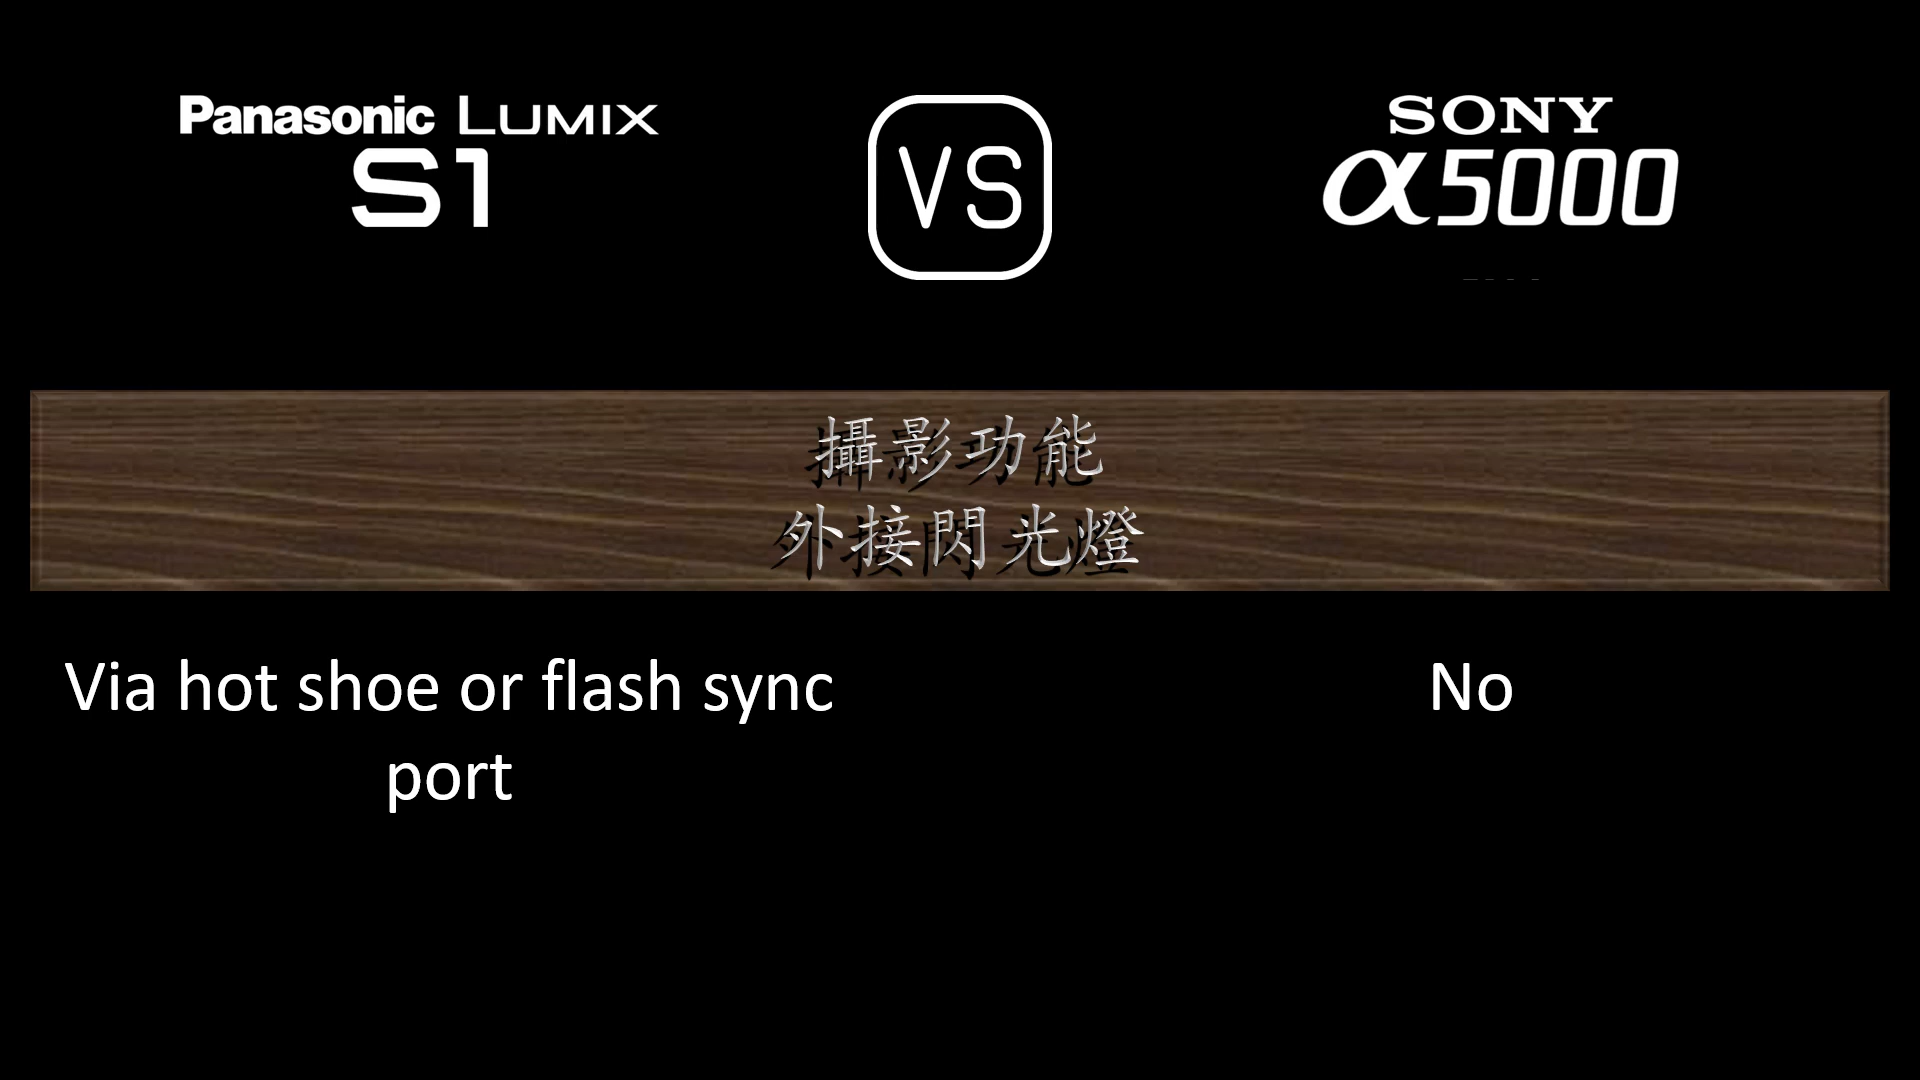 Panasonic LUMIX
S1
VS
SONY
α5000
攝影功能
外接閃光燈
Via hot shoe or flash sync
port
No